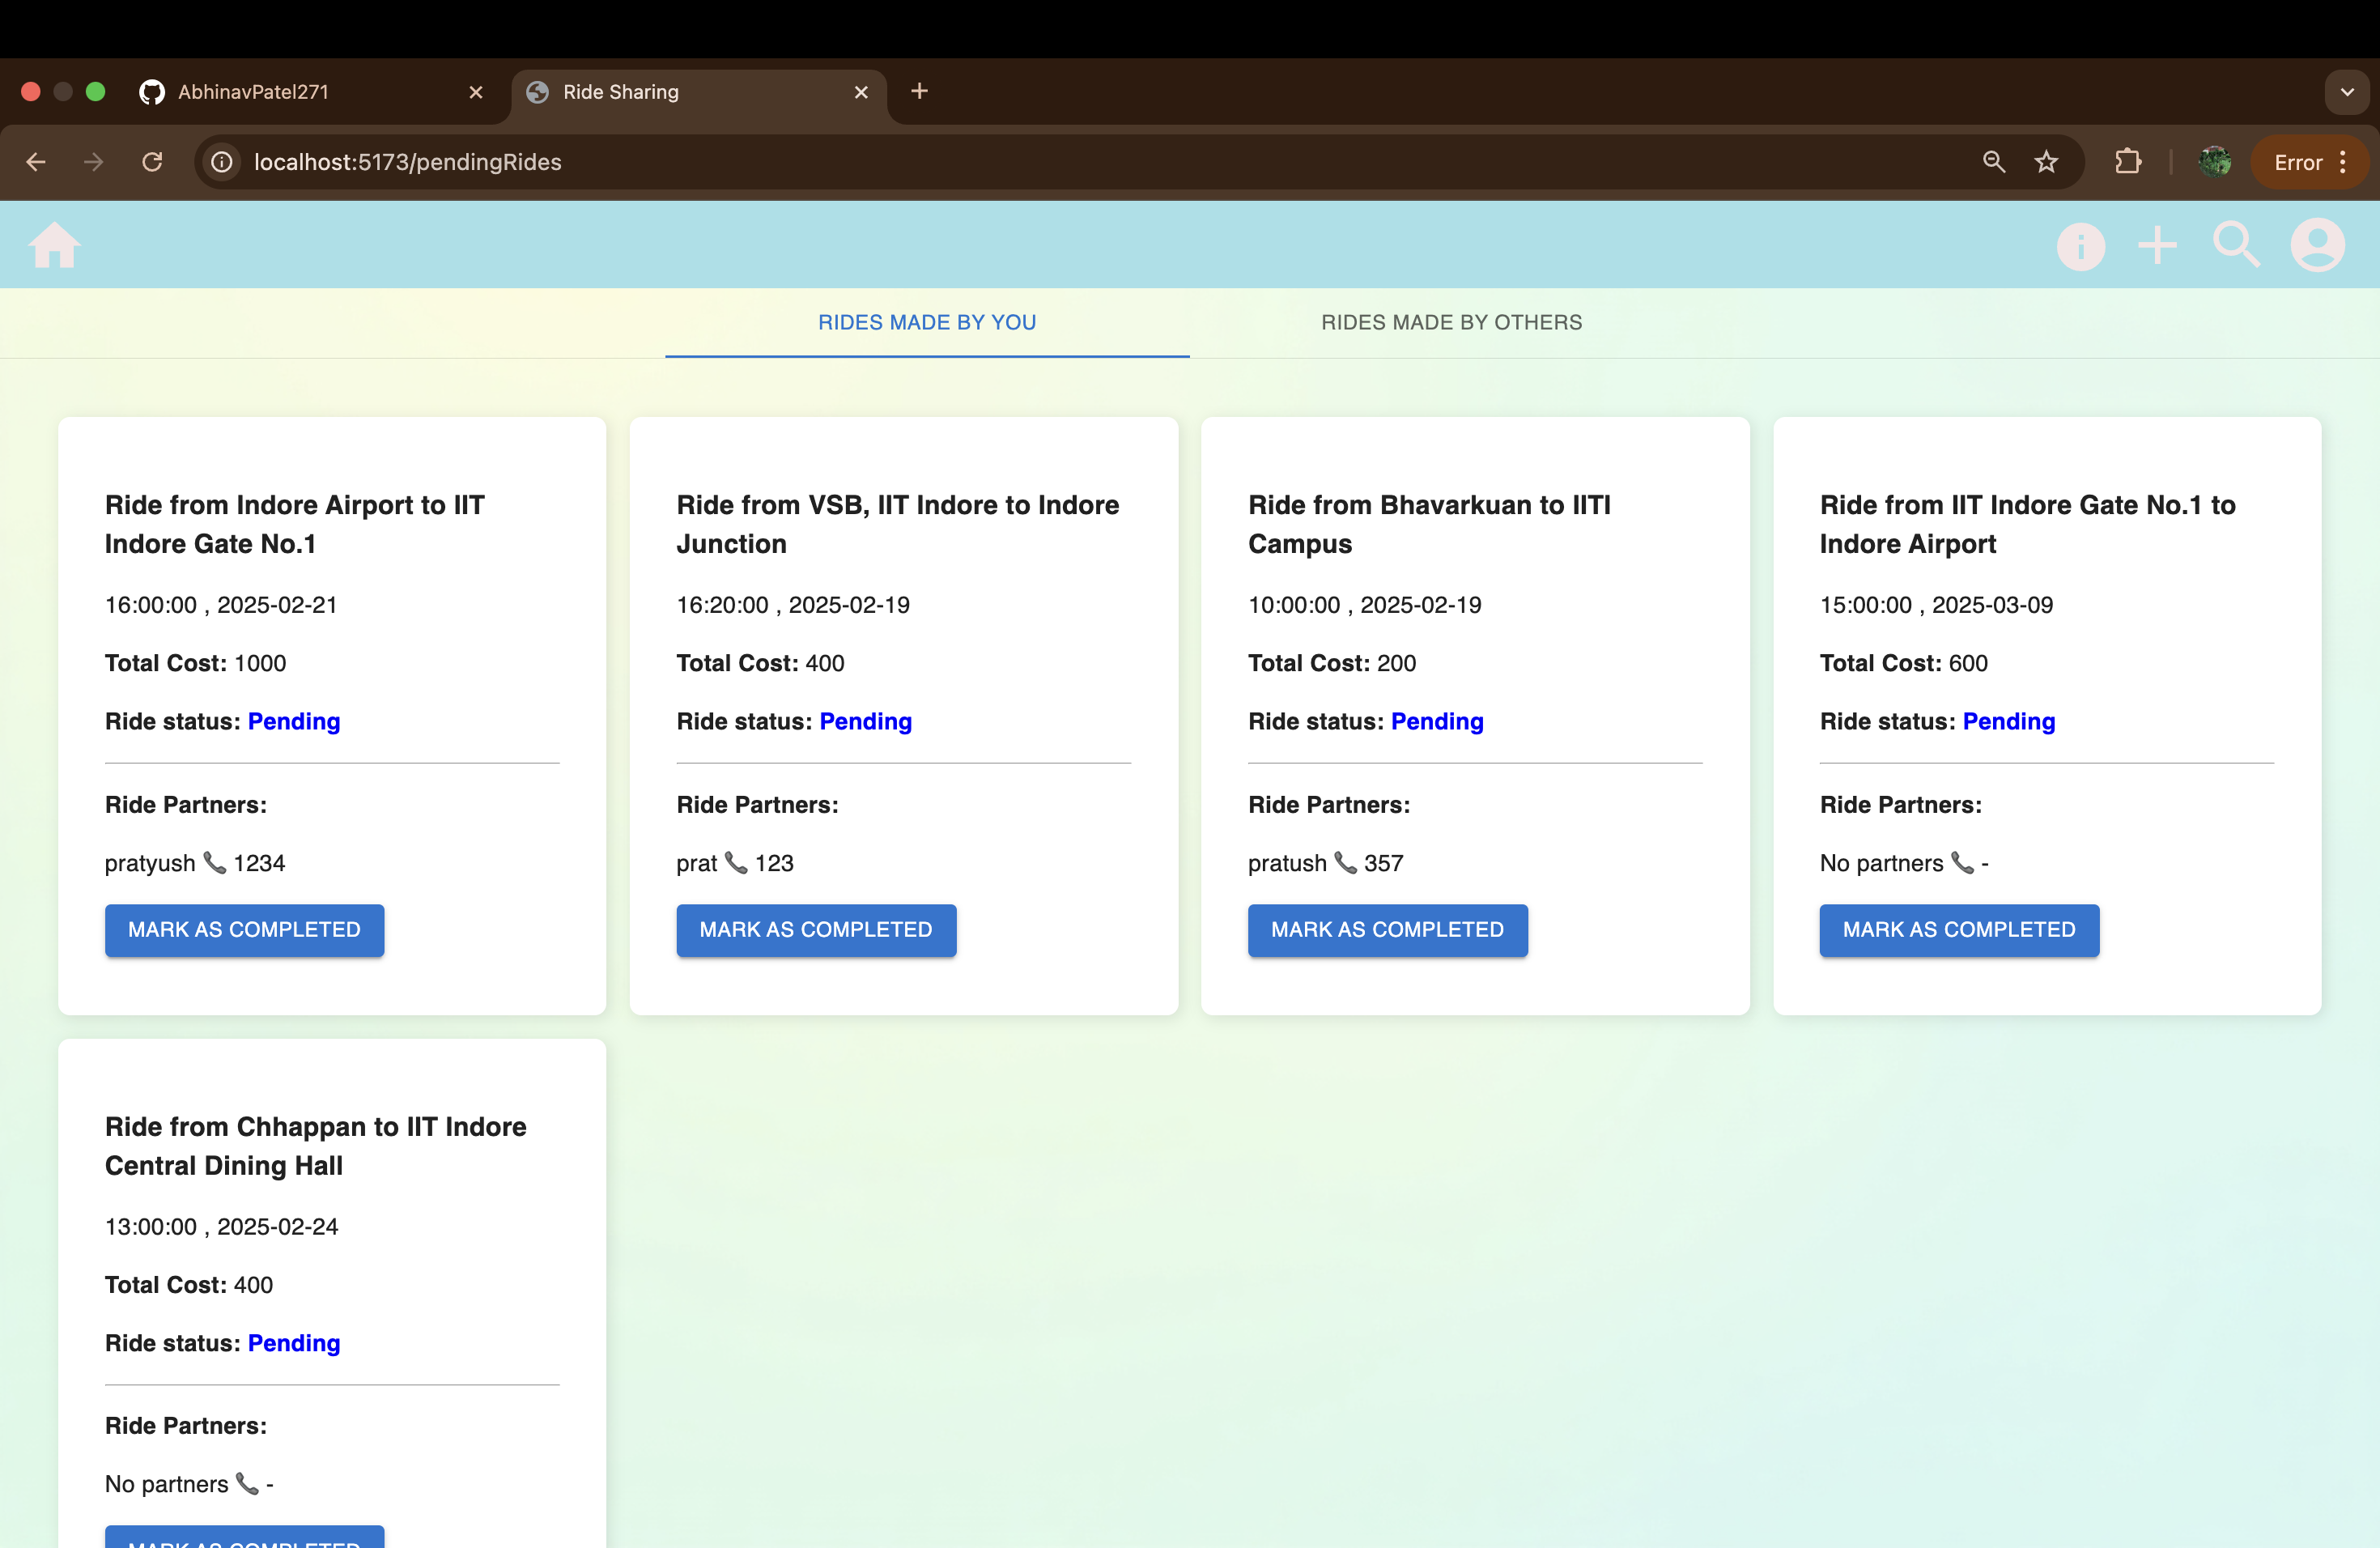 AbhinavPatel271
Ride Sharing
localhost:5173/pendingRides
Error
RIDES MADE BY YOU
RIDES MADE BY OTHERS
Ride from Indore Airport to IIT
Indore Gate No.1
16:00:00 , 2025-02-21
Total Cost: 1000
Ride status: Pending
Ride Partners:
pratyush 📞 1234
MARK AS COMPLETED
Ride from VSB, IIT Indore to Indore
Junction
16:20:00 , 2025-02-19
Total Cost: 400
Ride status: Pending
Ride Partners:
prat 📞 123
MARK AS COMPLETED
Ride from Bhavarkuan to IITI
Campus
10:00:00 , 2025-02-19
Total Cost: 200
Ride status: Pending
Ride Partners:
pratush 📞 357
MARK AS COMPLETED
Ride from IIT Indore Gate No.1 to
Indore Airport
15:00:00 , 2025-03-09
Total Cost: 600
Ride status: Pending
Ride Partners:
No partners 📞 -
MARK AS COMPLETED
Ride from Chhappan to IIT Indore
Central Dining Hall
13:00:00 , 2025-02-24
Total Cost: 400
Ride status: Pending
Ride Partners:
No partners 📞 -
MARK AS COMPLETED